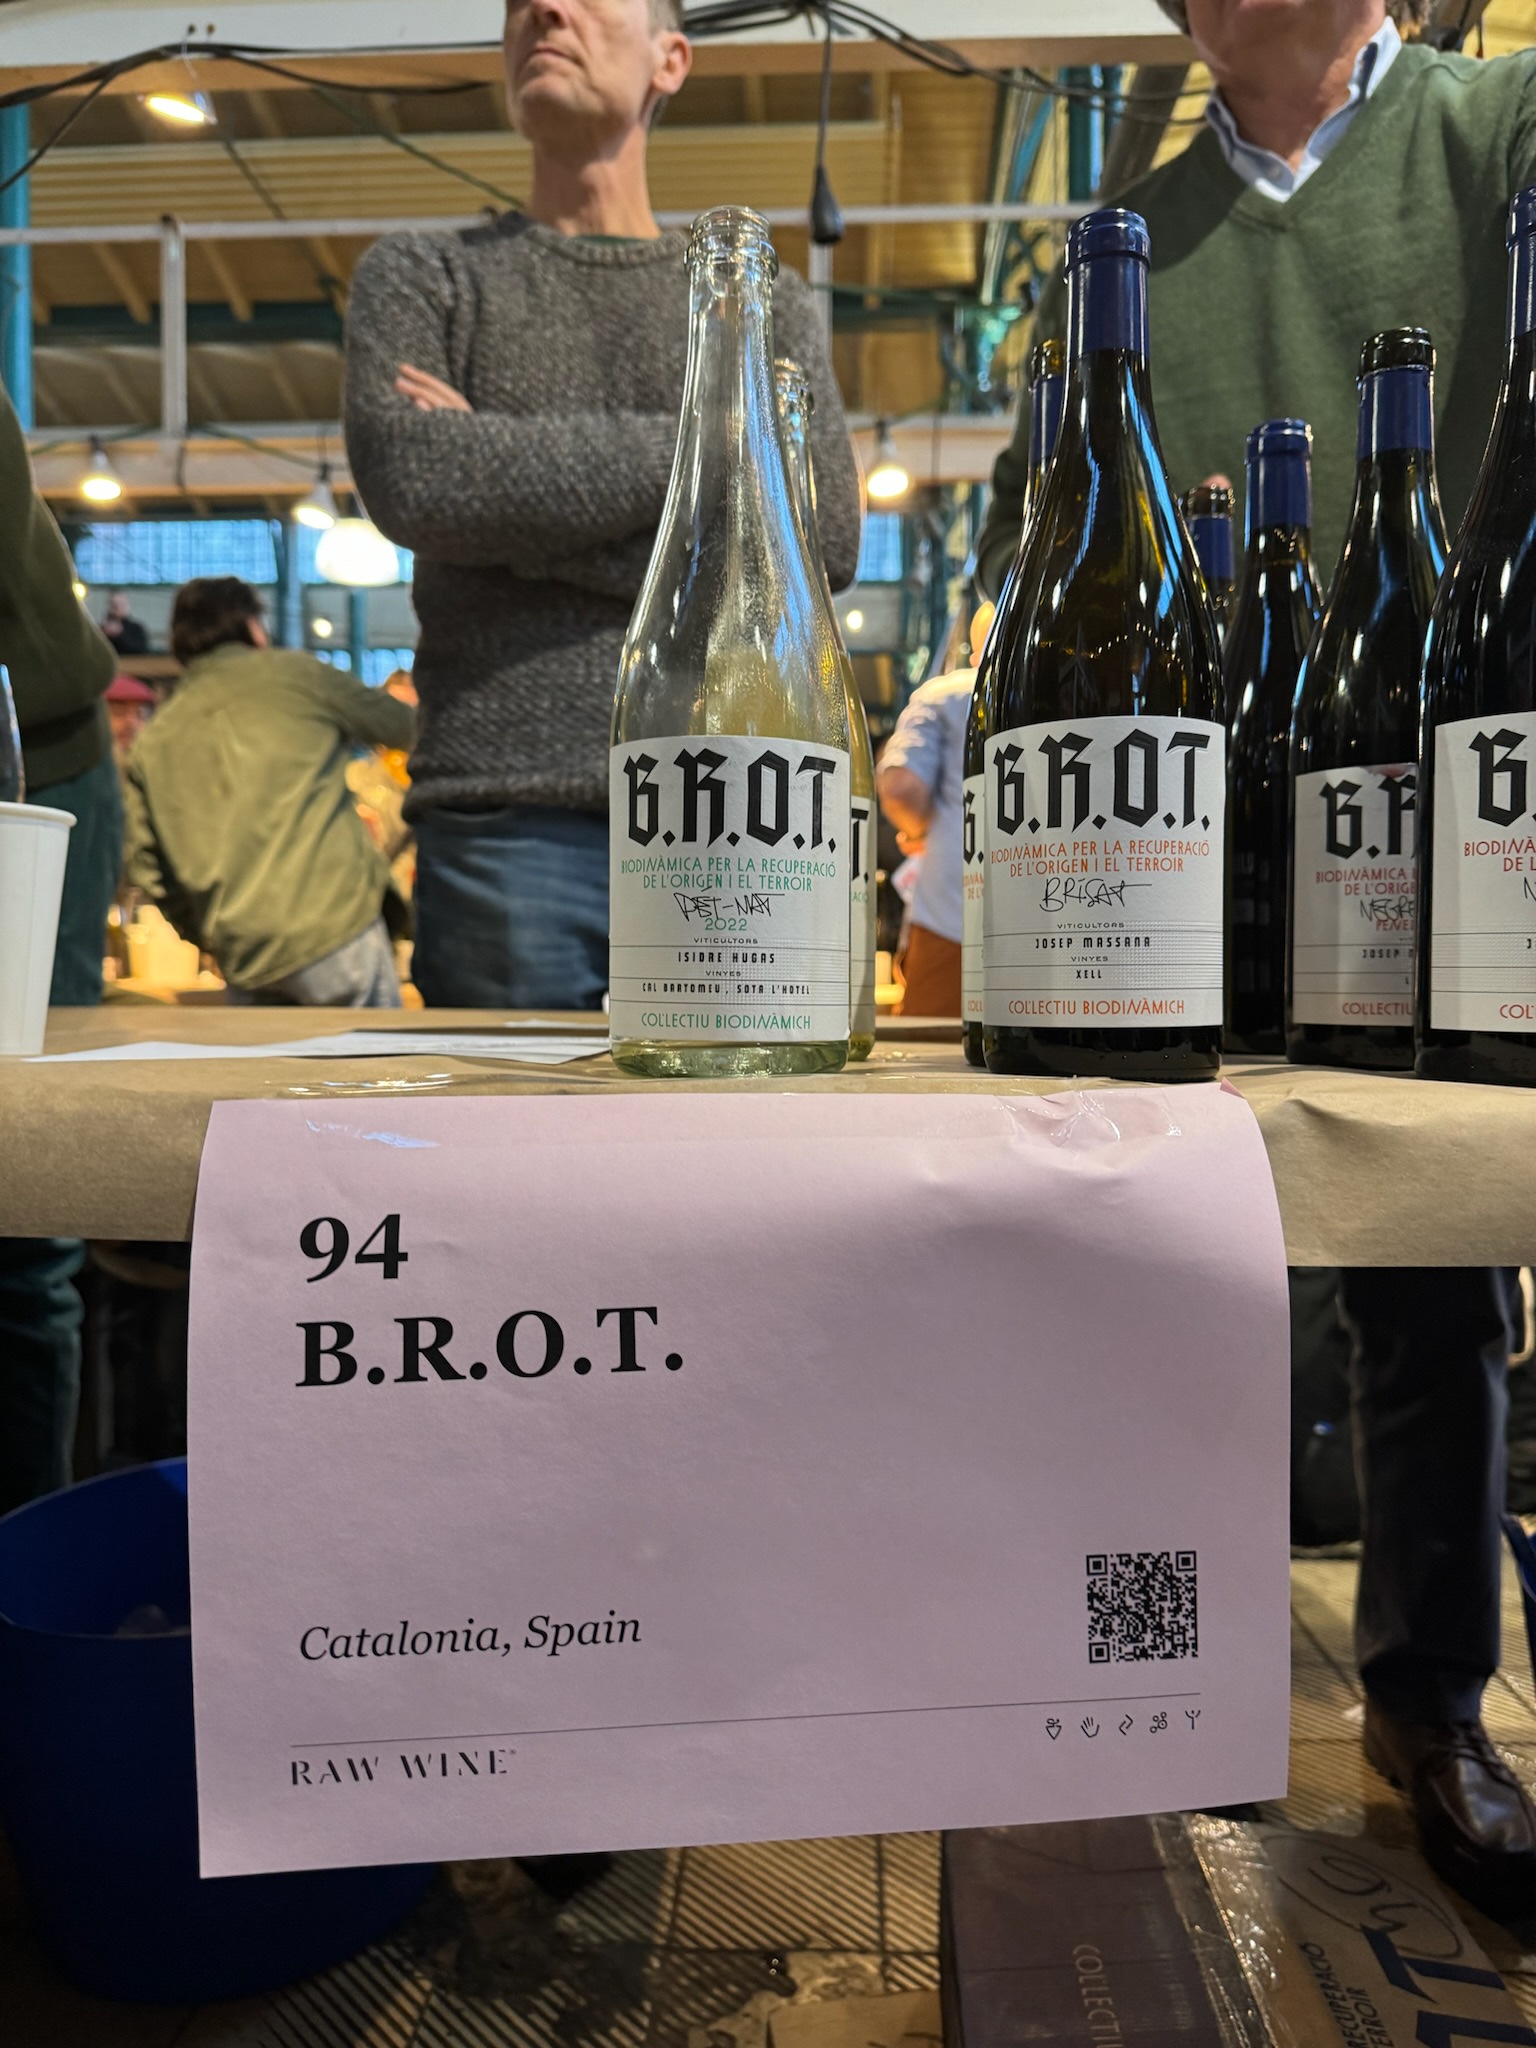 B.R.O.T.
BIODINÀMICA PER LA RECUPERACIÓ
DE L'ORIGEN I EL TERROIR
PÉT-NAT
2022
VITICULTORS
ISIDRE HUGAS
VINYES
CAL BARTOMEU, SOTA L'HOTEL
COL·LECTIU BIODINÀMICH
B.R.O.T.
BIODINÀMICA PER LA RECUPERACIÓ
DE L'ORIGEN I EL TERROIR
BRISAT
VITICULTORS
JOSEP MASSANA
VINYES
XELL
COL·LECTIU BIODINÀMICH
94
B.R.O.T.
Catalonia, Spain
RAW WINE